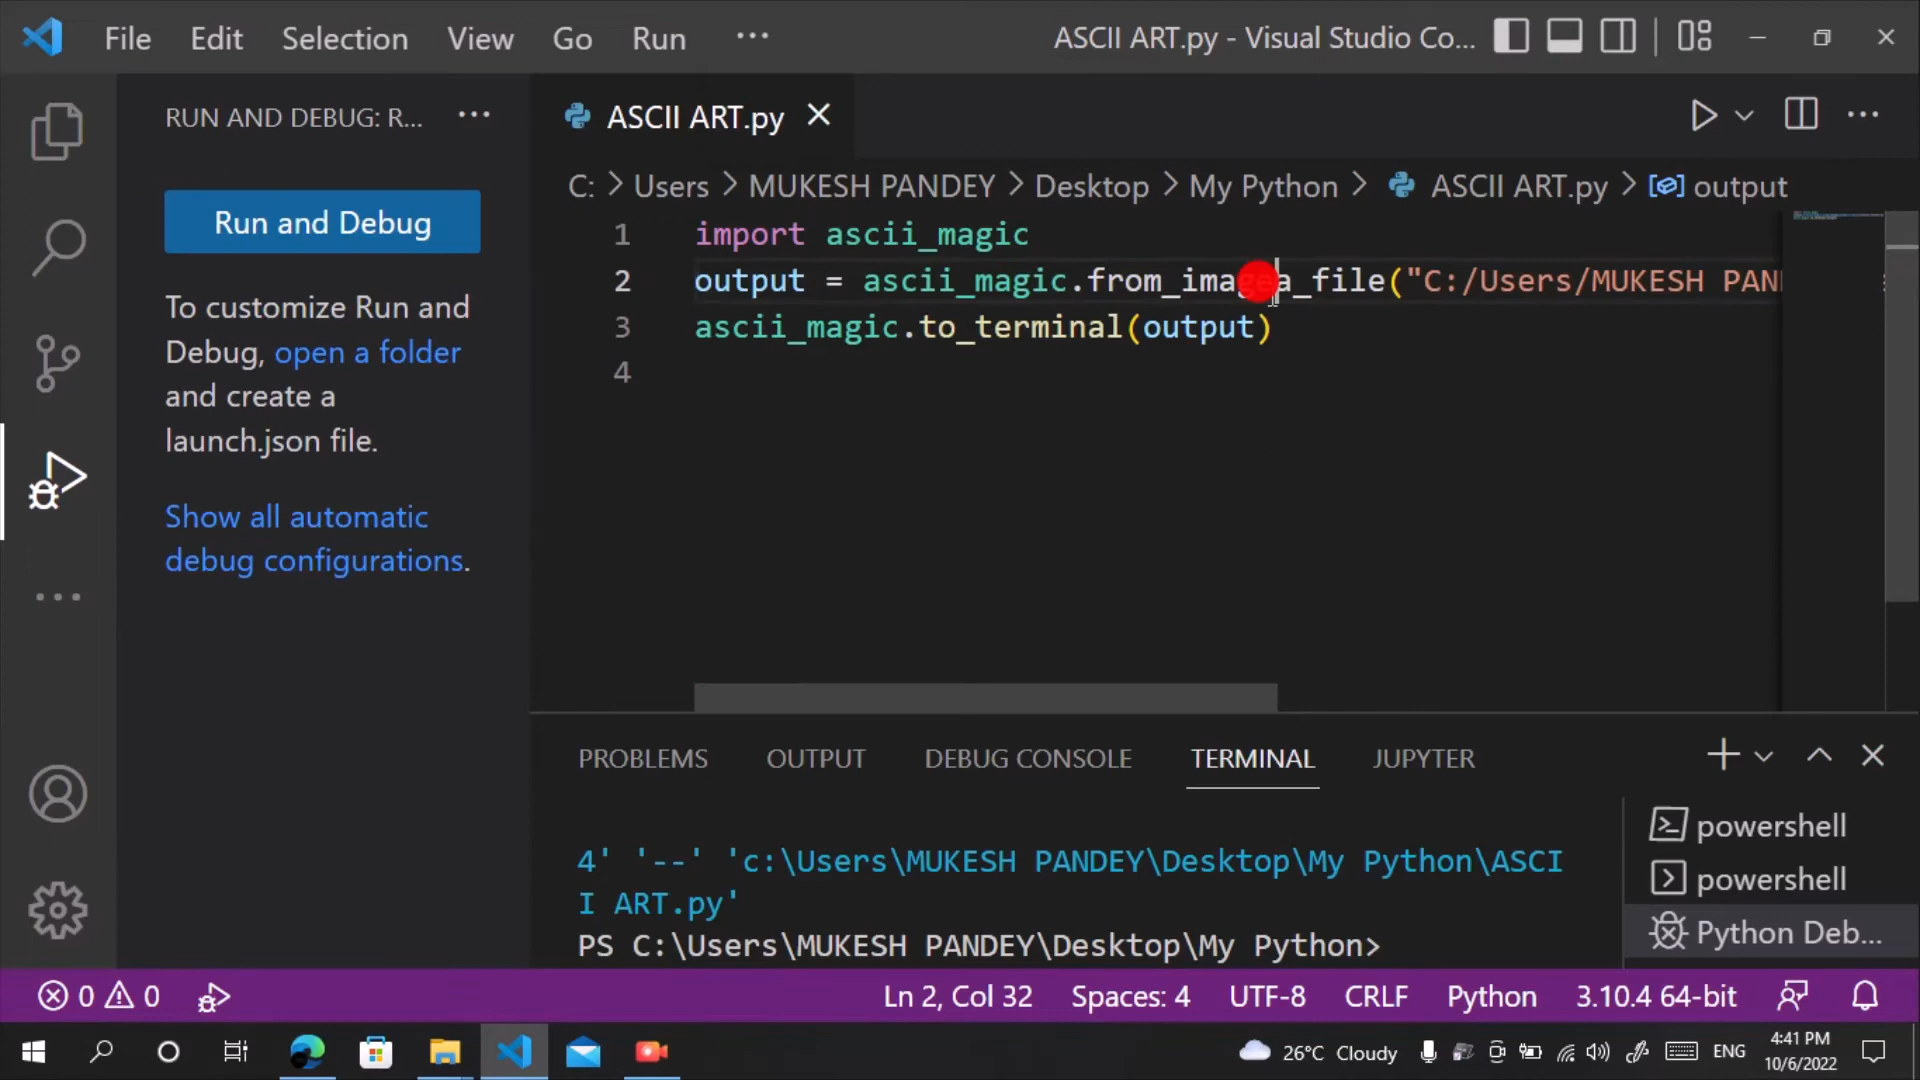 File Edit Selection View Go Run ...
ASCII ART.py - Visual Studio Co...
RUN AND DEBUG: R... ...
ASCII ART.py
C: > Users > MUKESH PANDEY > Desktop > My Python > ASCII ART.py > output
Run and Debug
To customize Run and
Debug, open a folder
and create a
launch.json file.
Show all automatic
debug configurations.
1 import ascii_magic
2 output = ascii_magic.from_imagea_file("C:/Users/MUKESH PAN
3 ascii_magic.to_terminal(output)
4
PROBLEMS OUTPUT DEBUG CONSOLE TERMINAL JUPYTER
4' '--' 'c:\Users\MUKESH PANDEY\Desktop\My Python\ASCI
I ART.py'
PS C:\Users\MUKESH PANDEY\Desktop\My Python>
powershell
powershell
Python Deb...
0 0
Ln 2, Col 32 Spaces: 4 UTF-8 CRLF Python 3.10.4 64-bit
26°C Cloudy
ENG
4:41 PM
10/6/2022